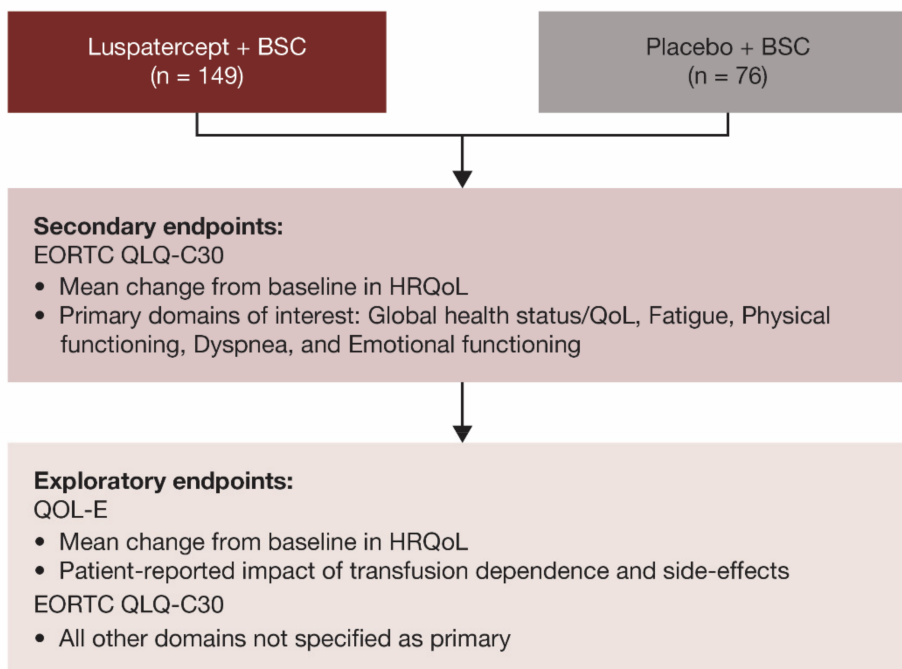 Luspatercept + BSC
(n = 149)
Placebo + BSC
(n = 76)
Secondary endpoints:
EORTC QLQ-C30
• Mean change from baseline in HRQoL
• Primary domains of interest: Global health status/QoL, Fatigue, Physical
functioning, Dyspnea, and Emotional functioning
Exploratory endpoints:
QOL-E
• Mean change from baseline in HRQoL
• Patient-reported impact of transfusion dependence and side-effects
EORTC QLQ-C30
• All other domains not specified as primary